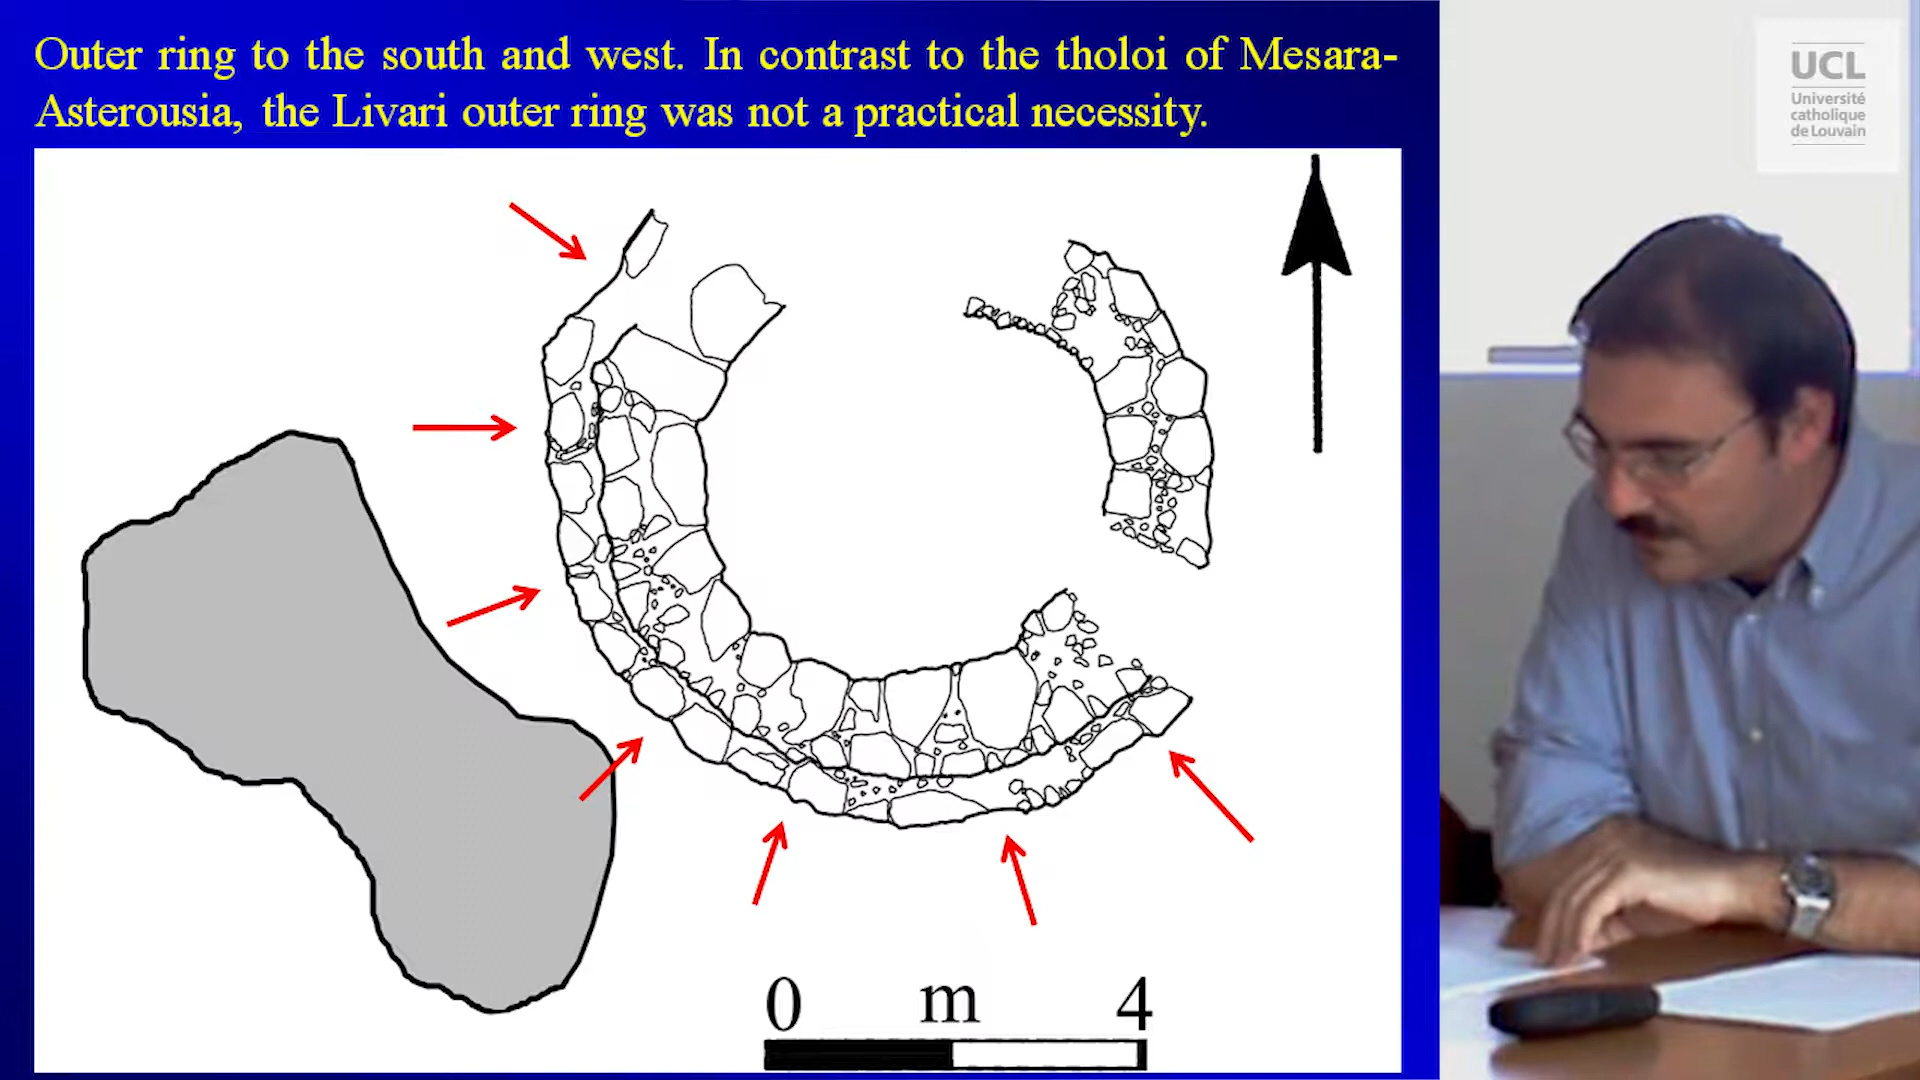 Outer ring to the south and west. In contrast to the tholoi of Mesara-
Asterousia, the Livari outer ring was not a practical necessity.
UCL
Université
catholique
de Louvain
0 m 4